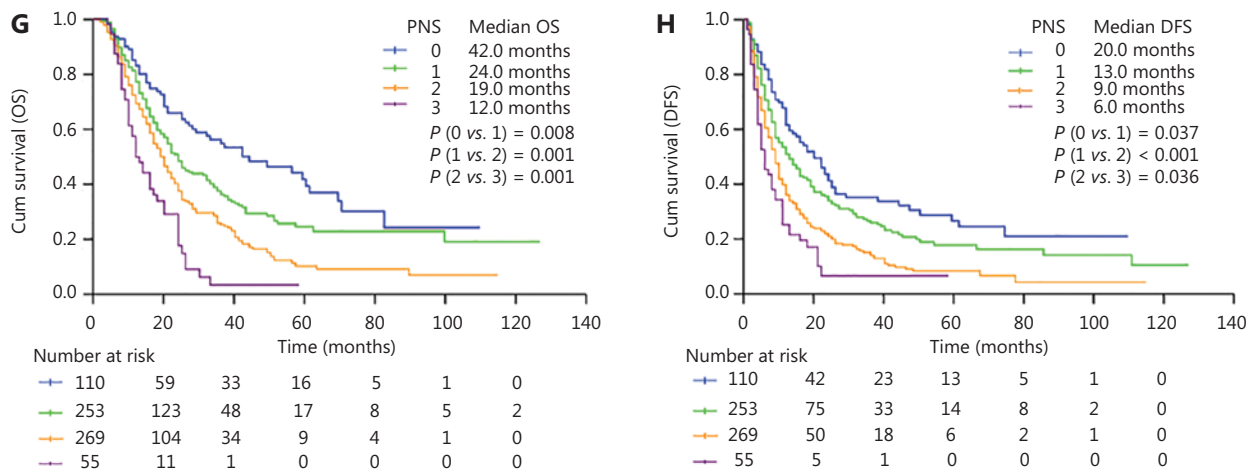 G
PNS Median OS
0 42.0 months
1 24.0 months
2 19.0 months
3 12.0 months
P (0 vs. 1) = 0.008
P (1 vs. 2) = 0.001
P (2 vs. 3) = 0.001
Cum survival (OS)
1.0
0.8
0.6
0.4
0.2
0.0
0 20 40 60 80 100 120 140
Time (months)
Number at risk
110 59 33 16 5 1 0
253 123 48 17 8 5 2
269 104 34 9 4 1 0
55 11 1 0 0 0 0
H
PNS Median DFS
0 20.0 months
1 13.0 months
2 9.0 months
3 6.0 months
P (0 vs. 1) = 0.037
P (1 vs. 2) < 0.001
P (2 vs. 3) = 0.036
Cum survival (DFS)
1.0
0.8
0.6
0.4
0.2
0.0
0 20 40 60 80 100 120 140
Time (months)
Number at risk
110 42 23 13 5 1 0
253 75 33 14 8 2 0
269 50 18 6 2 1 0
55 5 1 0 0 0 0